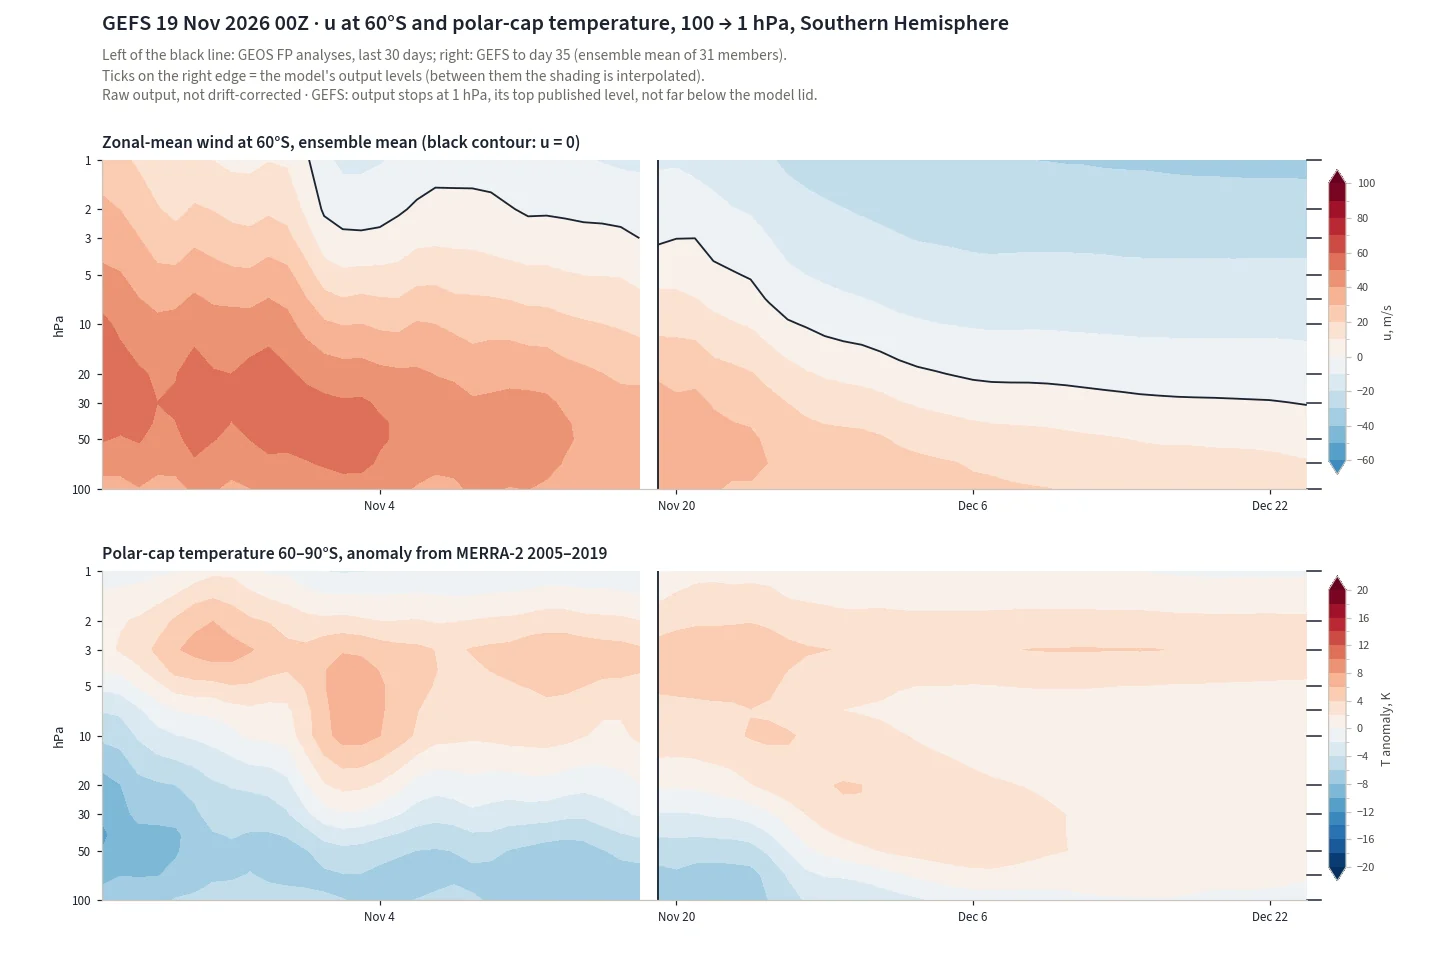 GEFS 19 Nov 2026 00Z · u at 60°S and polar-cap temperature, 100 → 1 hPa, Southern Hemisphere
Left of the black line: GEOS FP analyses, last 30 days; right: GEFS to day 35 (ensemble mean of 31 members).
Ticks on the right edge = the model's output levels (between them the shading is interpolated).
Raw output, not drift-corrected · GEFS: output stops at 1 hPa, its top published level, not far below the model lid.
Zonal-mean wind at 60°S, ensemble mean (black contour: u = 0)
1
2
3
5
10
20
30
50
100
hPa
Nov 4
Nov 20
Dec 6
Dec 22
100
80
60
40
20
0
−20
−40
−60
u, m/s
Polar-cap temperature 60–90°S, anomaly from MERRA-2 2005–2019
1
2
3
5
10
20
30
50
100
hPa
Nov 4
Nov 20
Dec 6
Dec 22
20
16
12
8
4
0
−4
−8
−12
−16
−20
T anomaly, K